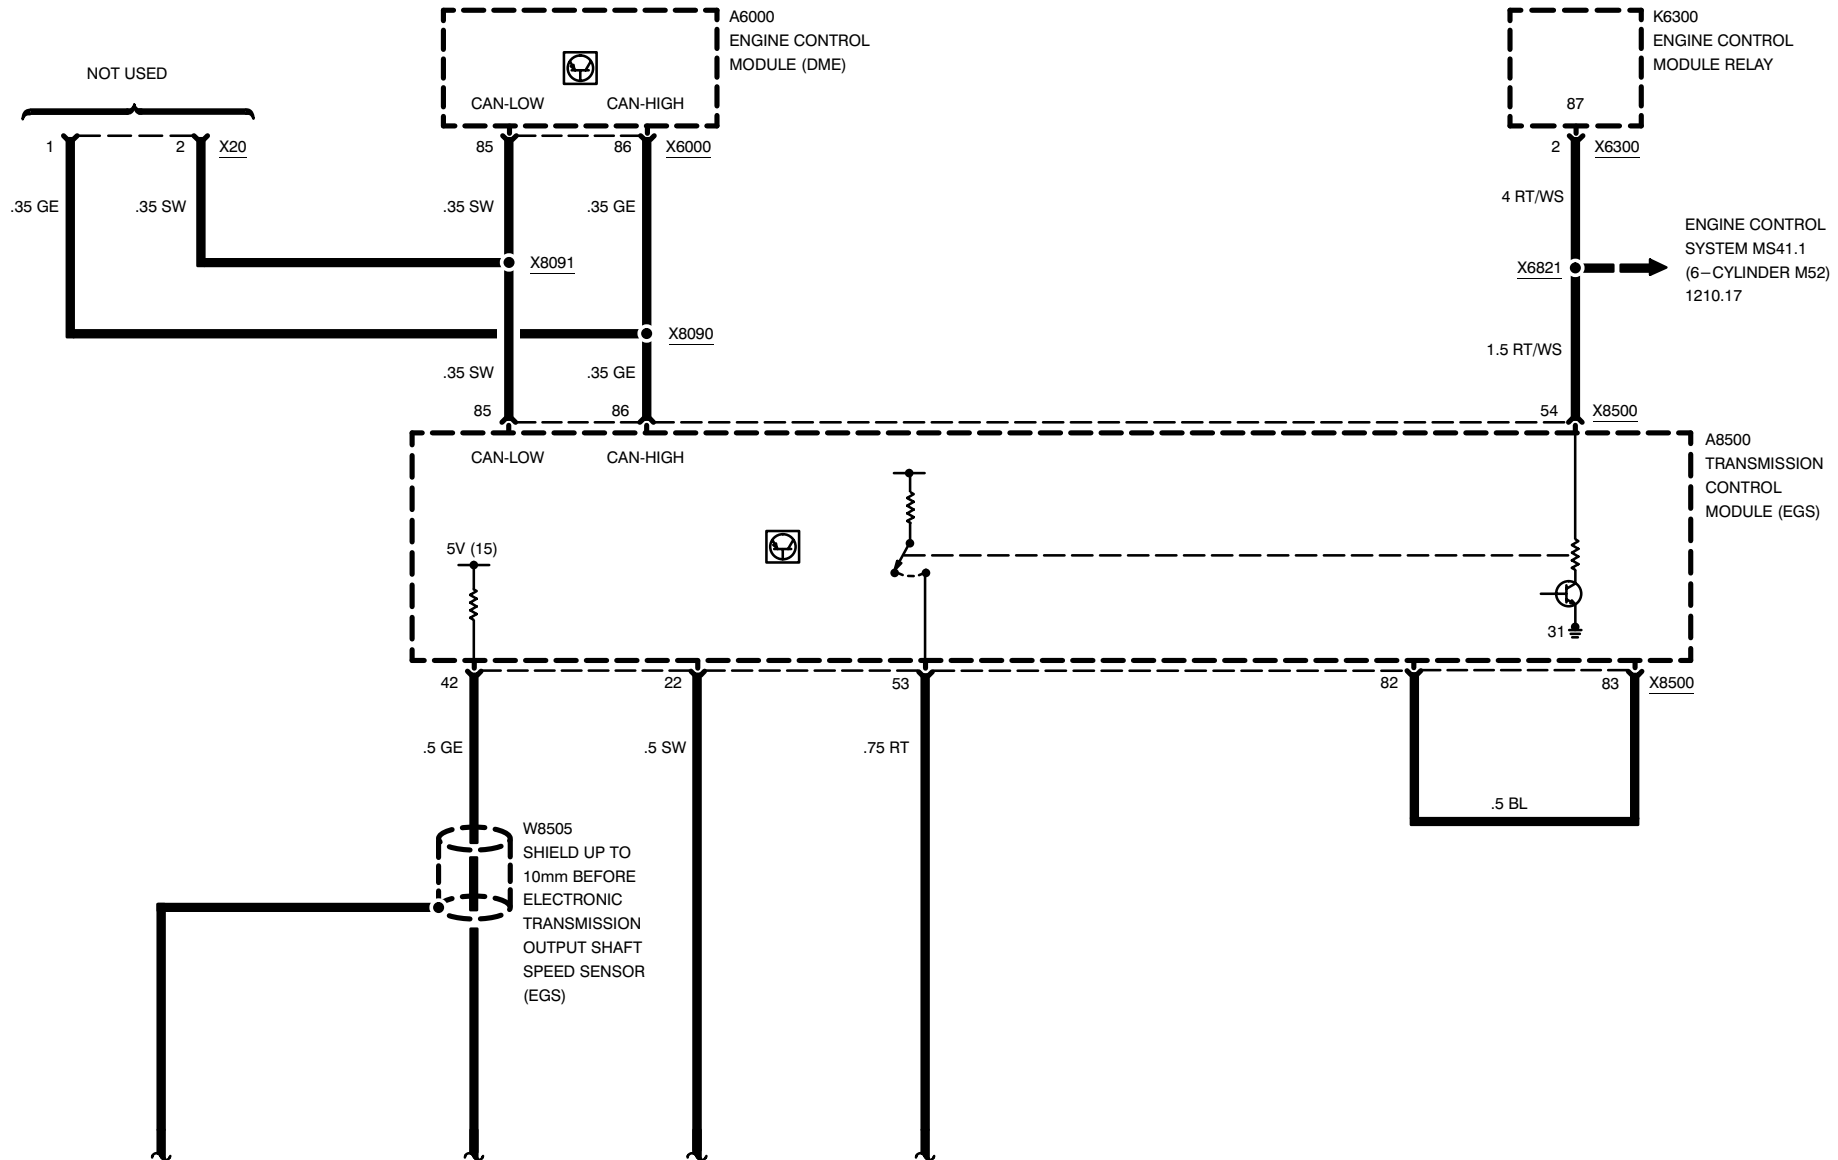 A6000
ENGINE CONTROL
MODULE (DME)
K6300
ENGINE CONTROL
MODULE RELAY
NOT USED
CAN-LOW
CAN-HIGH
87
1
2
X20
85
86
X6000
2
X6300
.35 GE
.35 SW
.35 SW
.35 GE
4 RT/WS
ENGINE CONTROL
SYSTEM MS41.1
(6−CYLINDER M52)
1210.17
X8091
X6821
X8090
1.5 RT/WS
.35 SW
.35 GE
85
86
54
X8500
A8500
TRANSMISSION
CONTROL
MODULE (EGS)
CAN-LOW
CAN-HIGH
5V (15)
31
42
22
53
82
83
X8500
.5 GE
.5 SW
.75 RT
.5 BL
W8505
SHIELD UP TO
10mm BEFORE
ELECTRONIC
TRANSMISSION
OUTPUT SHAFT
SPEED SENSOR
(EGS)